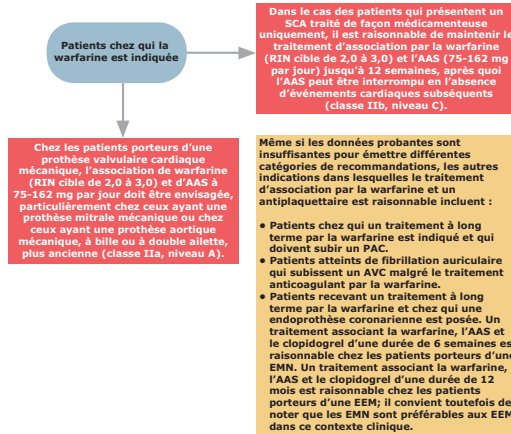 Patients chez qui la
warfarine est indiquée
Dans le cas des patients qui présentent un
SCA traité de façon médicamenteuse
uniquement, il est raisonnable de maintenir le
traitement d'association par la warfarine
(RIN cible de 2,0 à 3,0) et l'AAS (75-162 mg
par jour) jusqu'à 12 semaines, après quoi
l'AAS peut être interrompu en l'absence
d'événements cardiaques subséquents
(classe IIb, niveau C).
Chez les patients porteurs d'une
prothèse valvulaire cardiaque
mécanique, l'association de warfarine
(RIN cible de 2,0 à 3,0) et d'AAS à
75-162 mg par jour doit être envisagée,
particulièrement chez ceux ayant une
prothèse mitrale mécanique ou chez
ceux ayant une prothèse aortique
mécanique, à bille ou à double ailette,
plus ancienne (classe IIa, niveau A).
Même si les données probantes sont
insuffisantes pour émettre différentes
catégories de recommandations, les autres
indications dans lesquelles le traitement
d'association par la warfarine et un
antiplaquettaire est raisonnable incluent :
• Patients chez qui un traitement à long
terme par la warfarine est indiqué et qui
doivent subir un PAC.
• Patients atteints de fibrillation auriculaire
qui subissent un AVC malgré le traitement
anticoagulant par la warfarine.
• Patients recevant un traitement à long
terme par la warfarine et chez qui une
endoprothèse coronarienne est posée. Un
traitement associant la warfarine, l'AAS et
le clopidogrel d'une durée de 6 semaines es
raisonnable chez les patients porteurs d'une
EMN. Un traitement associant la warfarine,
l'AAS et le clopidogrel d'une durée de 12
mois est raisonnable chez les patients
porteurs d'une EEM; il convient toutefois de
noter que les EMN sont préférables aux EEM
dans ce contexte clinique.